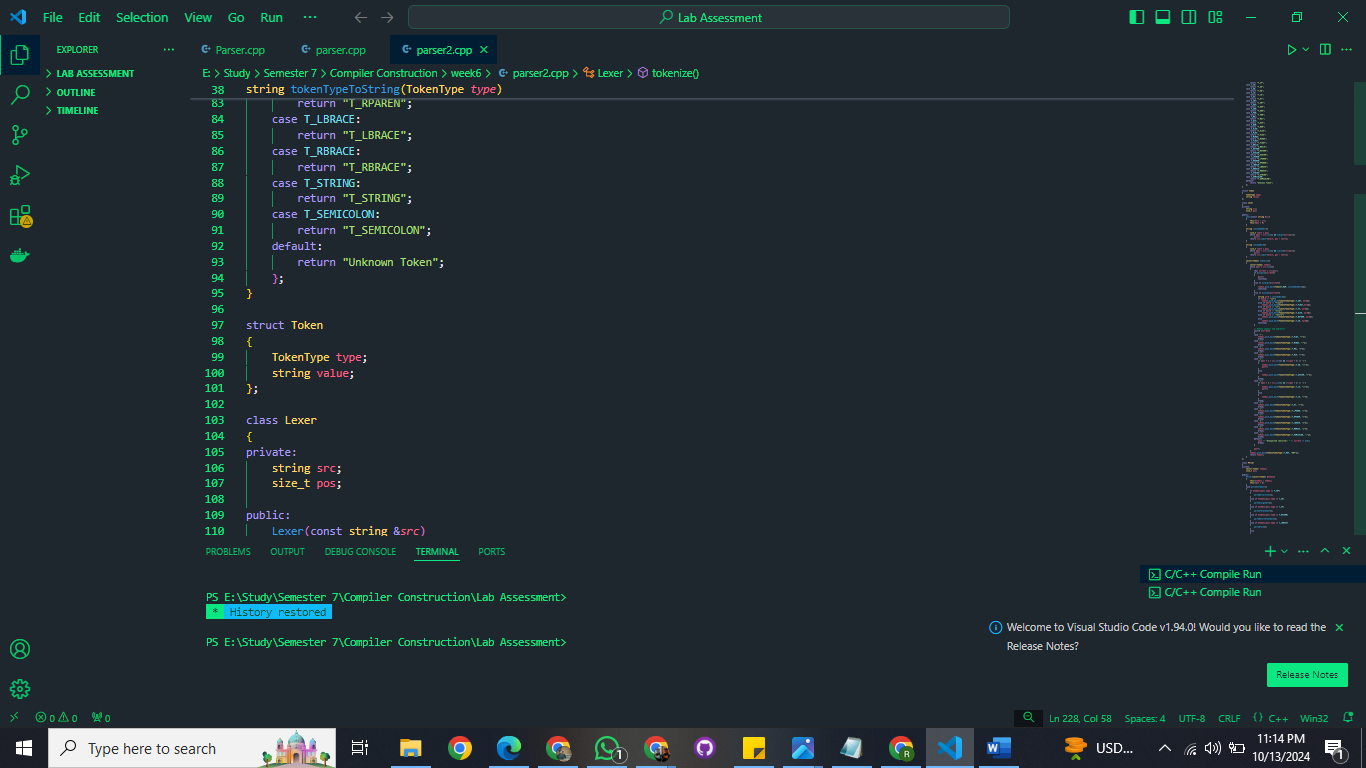 File Edit Selection View Go Run ··· Lab Assessment
EXPLORER ···
LAB ASSESSMENT
OUTLINE
TIMELINE
Parser.cpp parser.cpp parser2.cpp
E: > Study > Semester 7 > Compiler Construction > week6 > parser2.cpp > Lexer > tokenize()
38 string tokenTypeToString(TokenType type)
83 return "T_RPAREN";
84 case T_LBRACE:
85 return "T_LBRACE";
86 case T_RBRACE:
87 return "T_RBRACE";
88 case T_STRING:
89 return "T_STRING";
90 case T_SEMICOLON:
91 return "T_SEMICOLON";
92 default:
93 return "Unknown Token";
94 };
95 }
96
97 struct Token
98 {
99 TokenType type;
100 string value;
101 };
102
103 class Lexer
104 {
105 private:
106 string src;
107 size_t pos;
108
109 public:
110 Lexer(const string &src)
PROBLEMS OUTPUT DEBUG CONSOLE TERMINAL PORTS
PS E:\Study\Semester 7\Compiler Construction\Lab Assessment>
* History restored
PS E:\Study\Semester 7\Compiler Construction\Lab Assessment>
C/C++ Compile Run
C/C++ Compile Run
Welcome to Visual Studio Code v1.94.0! Would you like to read the
Release Notes?
Release Notes
0 0 0 Ln 228, Col 58 Spaces: 4 UTF-8 CRLF {} C++ Win32
Type here to search 1 USD... 11:14 PM
10/13/2024 1